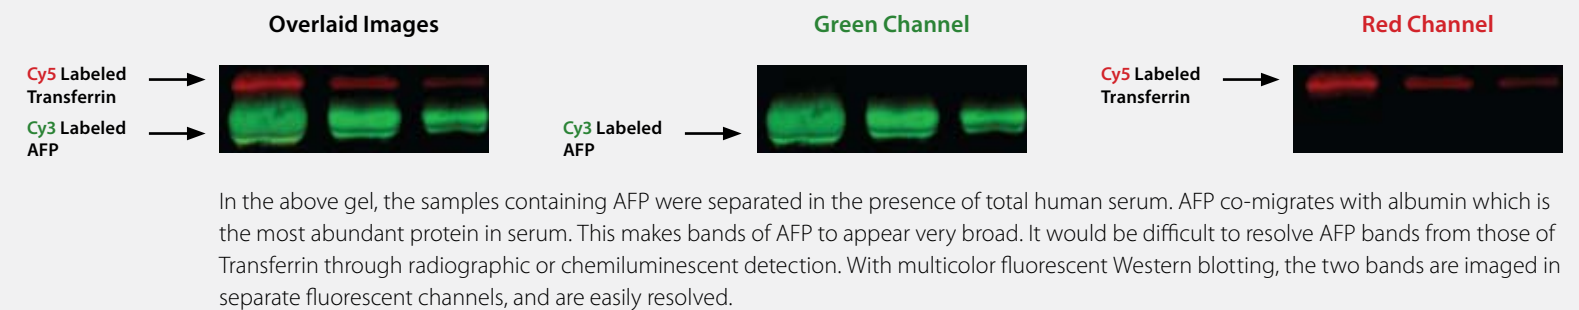 Overlaid Images
Green Channel
Red Channel
Cy5 Labeled
Transferrin
Cy3 Labeled
AFP
Cy3 Labeled
AFP
Cy5 Labeled
Transferrin
In the above gel, the samples containing AFP were separated in the presence of total human serum. AFP co-migrates with albumin which is
the most abundant protein in serum. This makes bands of AFP to appear very broad. It would be difficult to resolve AFP bands from those of
Transferrin through radiographic or chemiluminescent detection. With multicolor fluorescent Western blotting, the two bands are imaged in
separate fluorescent channels, and are easily resolved.